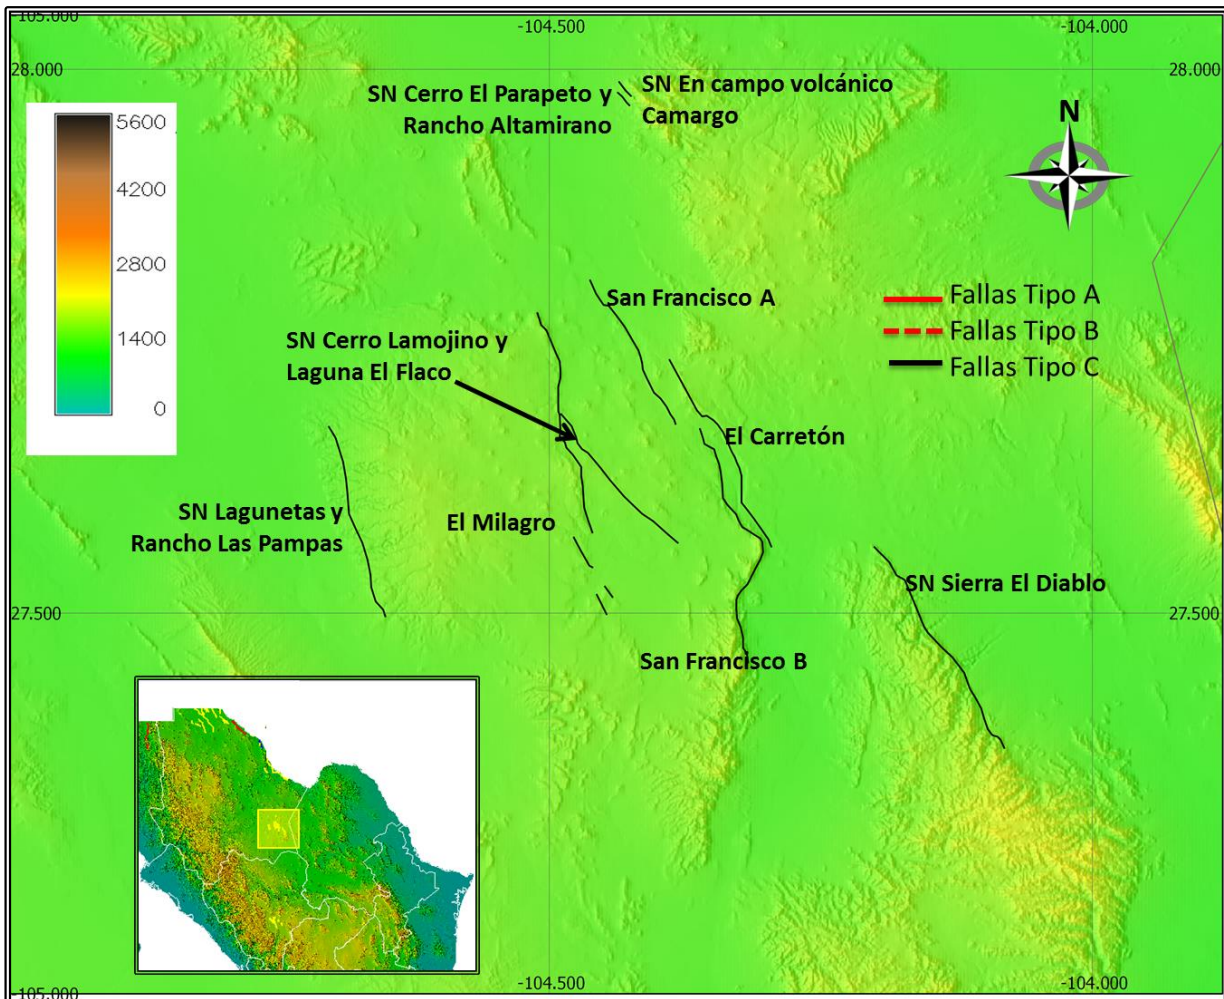 -105.000
-104.500
-104.000
28.000
28.000
SN Cerro El Parapeto y
Rancho Altamirano
SN En campo volcánico
Camargo
N
5600
4200
2800
1400
0
San Francisco A
Fallas Tipo A
Fallas Tipo B
Fallas Tipo C
SN Cerro Lamojino y
Laguna El Flaco
El Carretón
SN Lagunetas y
Rancho Las Pampas
El Milagro
SN Sierra El Diablo
27.500
27.500
San Francisco B
-105.000
-104.500
-104.000